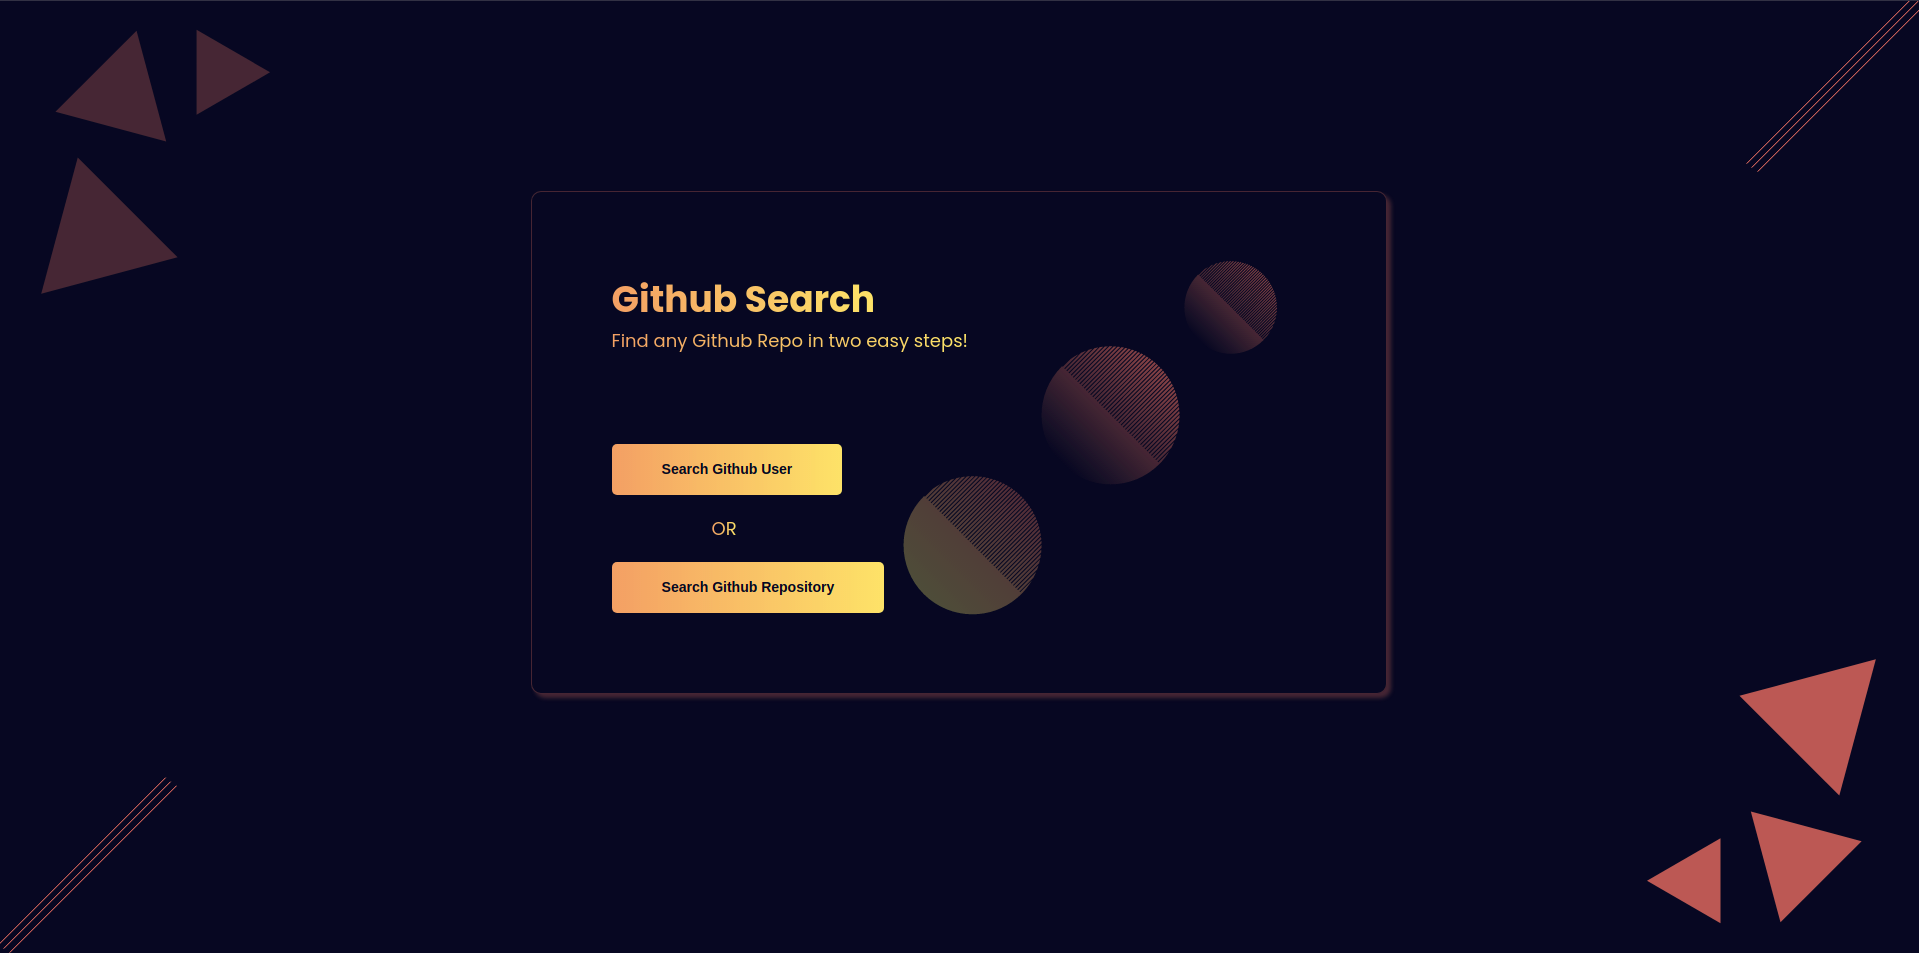 Github Search
Find any Github Repo in two easy steps!
Search Github User
OR
Search Github Repository